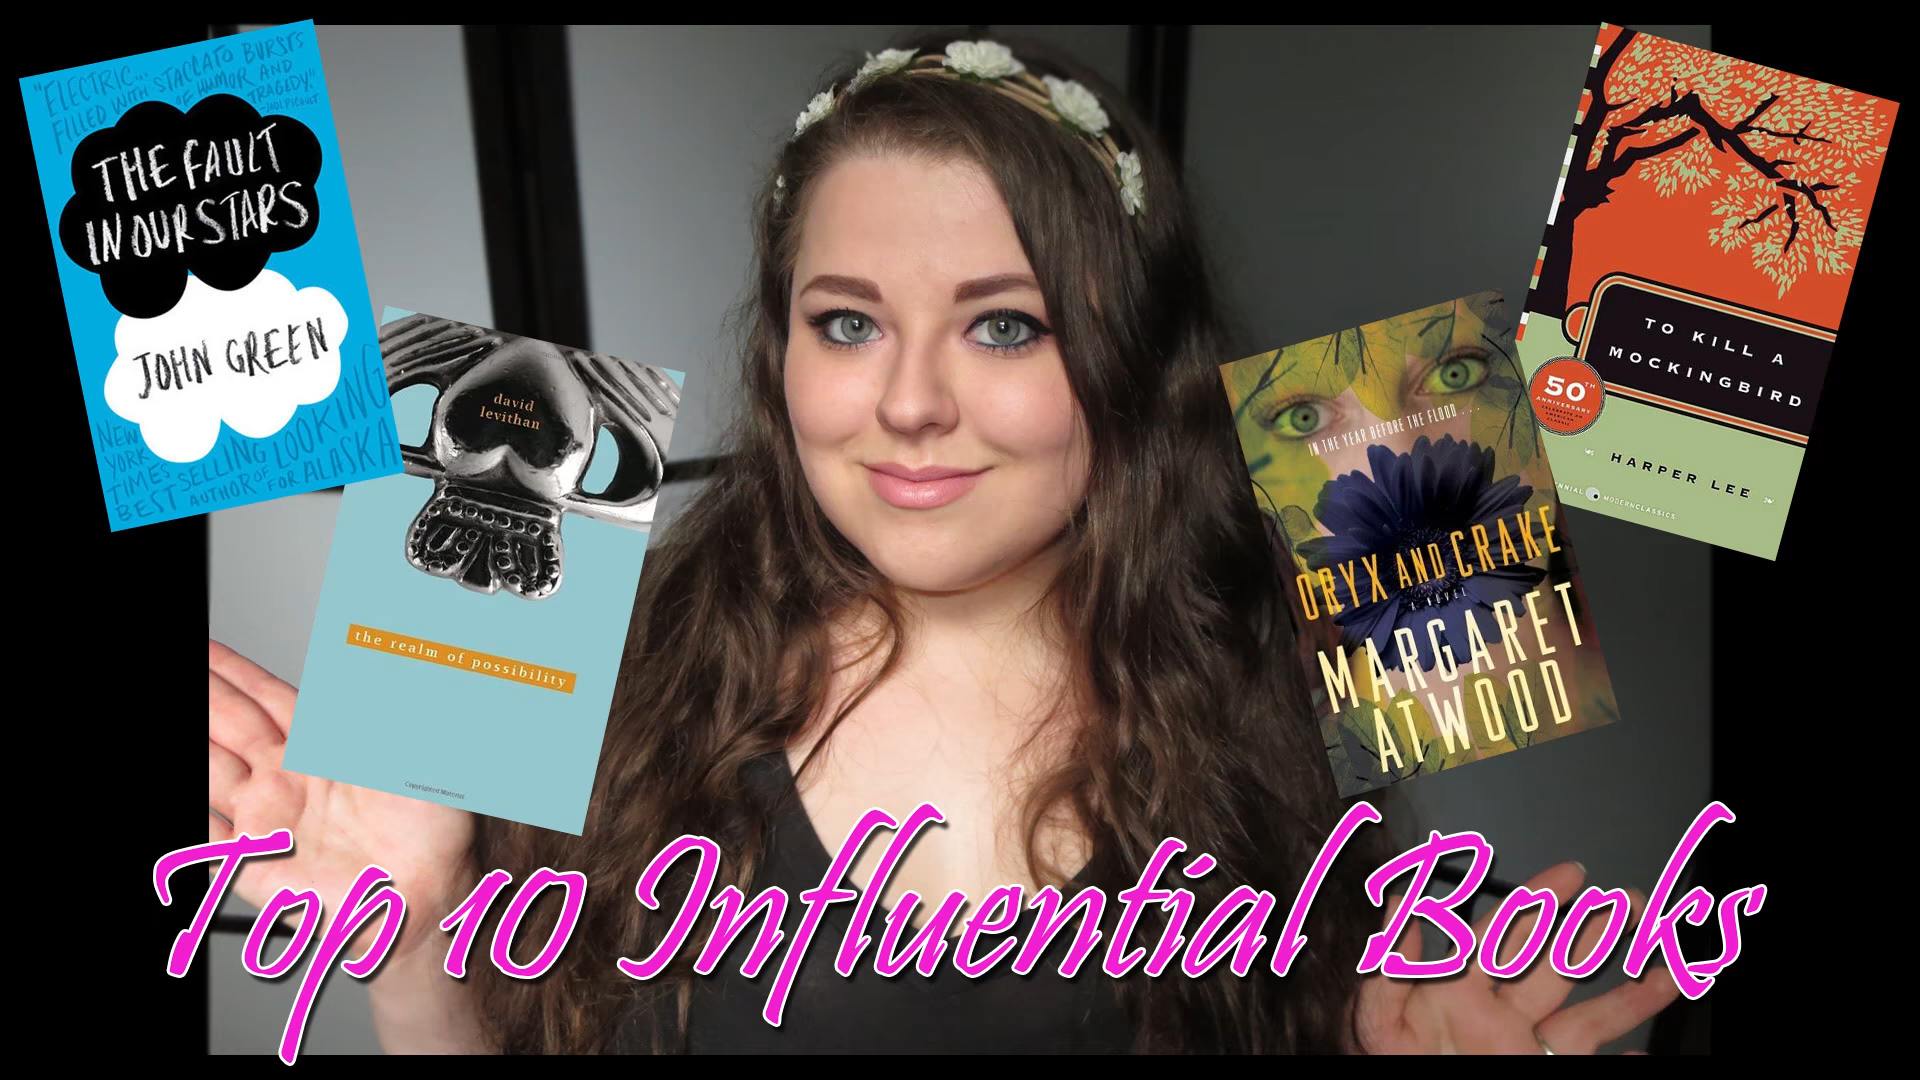 "ELECTRIC...
FILLED WITH STACCATO BURSTS
OF HUMOR AND
TRAGEDY."
-JODI PICOULT
THE FAULT
IN OUR STARS
JOHN GREEN
NEW
YORK
TIMES
BEST-SELLING
AUTHOR OF
LOOKING
FOR ALASKA
david
levithan
the realm of possibility
Copyrighted Material
IN THE YEAR BEFORE THE FLOOD . . . .
ORYX AND CRAKE
A NOVEL
MARGARET
ATWOOD
TO KILL A
MOCKINGBIRD
50TH
ANNIVERSARY
HARPER LEE
MODERNCLASSICS
Top 10 Influential Books